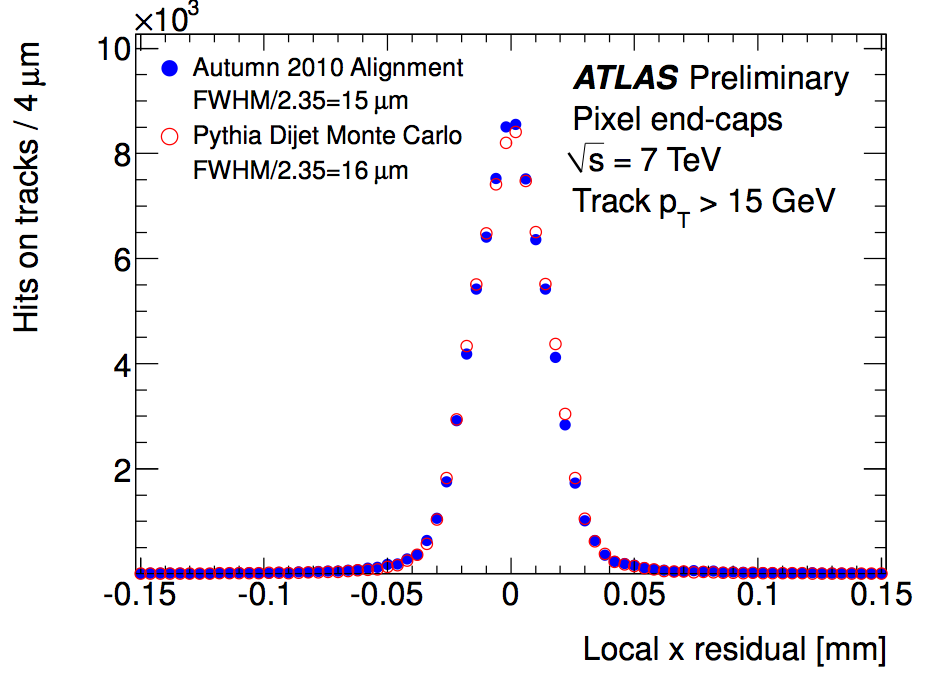 ×10³
Hits on tracks / 4 μm
10
8
6
4
2
0
Autumn 2010 Alignment
FWHM/2.35=15 μm
Pythia Dijet Monte Carlo
FWHM/2.35=16 μm
ATLAS Preliminary
Pixel end-caps
√s = 7 TeV
Track p_T > 15 GeV
-0.15 -0.1 -0.05 0 0.05 0.1 0.15
Local x residual [mm]